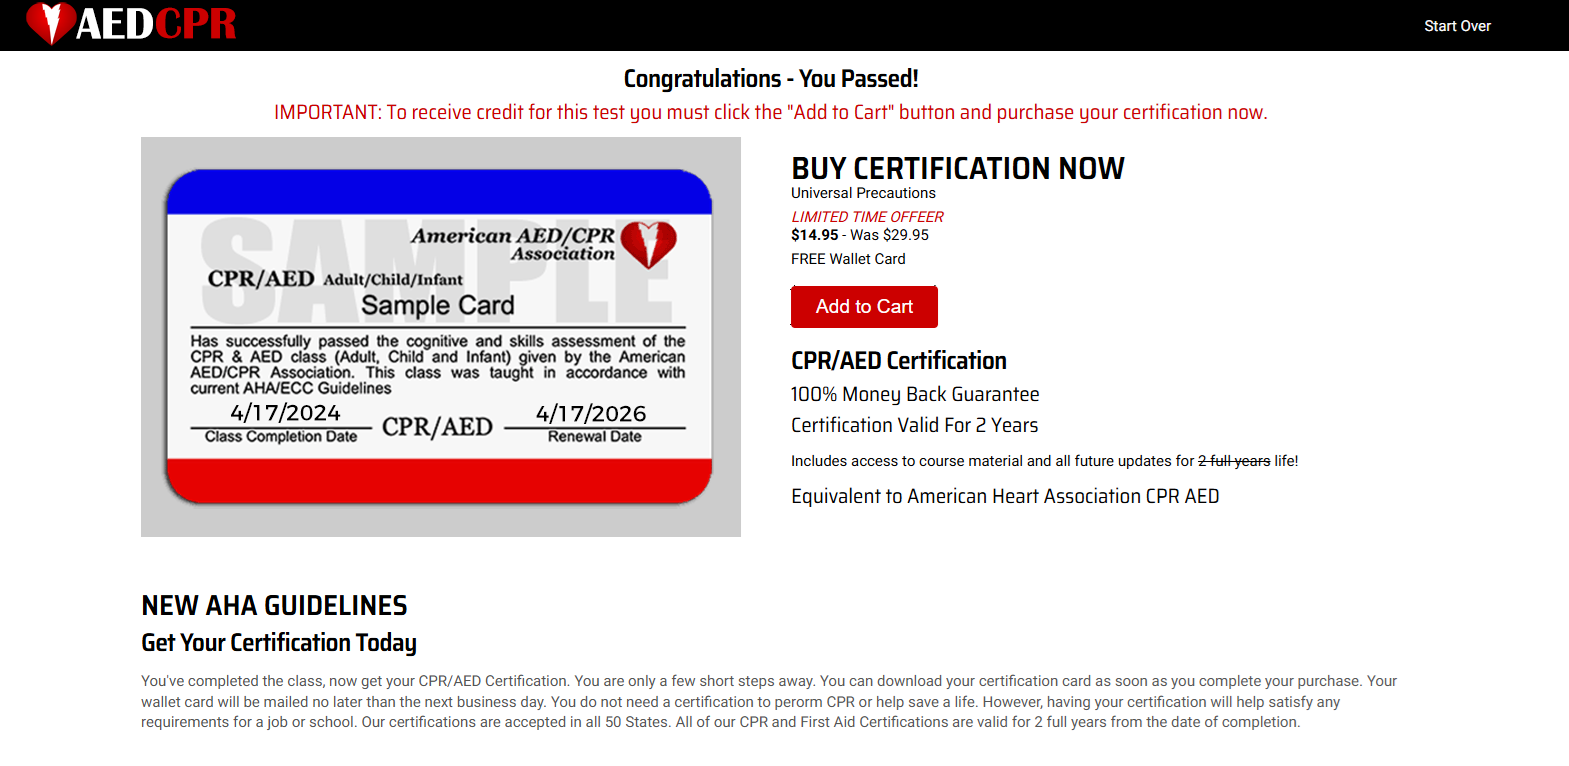 AEDCPR
Start Over
Congratulations - You Passed!
IMPORTANT: To receive credit for this test you must click the "Add to Cart" button and purchase your certification now.
SAMPLE
American AED/CPR
Association
CPR/AED Adult/Child/Infant
Sample Card
Has successfully passed the cognitive and skills assessment of the
CPR & AED class (Adult, Child and Infant) given by the American
AED/CPR Association. This class was taught in accordance with
current AHA/ECC Guidelines
4/17/2024 CPR/AED 4/17/2026
Class Completion Date Renewal Date
BUY CERTIFICATION NOW
Universal Precautions
LIMITED TIME OFFEER
$14.95 - Was $29.95
FREE Wallet Card
Add to Cart
CPR/AED Certification
100% Money Back Guarantee
Certification Valid For 2 Years
Includes access to course material and all future updates for 2 full years life!
Equivalent to American Heart Association CPR AED
NEW AHA GUIDELINES
Get Your Certification Today
You've completed the class, now get your CPR/AED Certification. You are only a few short steps away. You can download your certification card as soon as you complete your purchase. Your
wallet card will be mailed no later than the next business day. You do not need a certification to perorm CPR or help save a life. However, having your certification will help satisfy any
requirements for a job or school. Our certifications are accepted in all 50 States. All of our CPR and First Aid Certifications are valid for 2 full years from the date of completion.